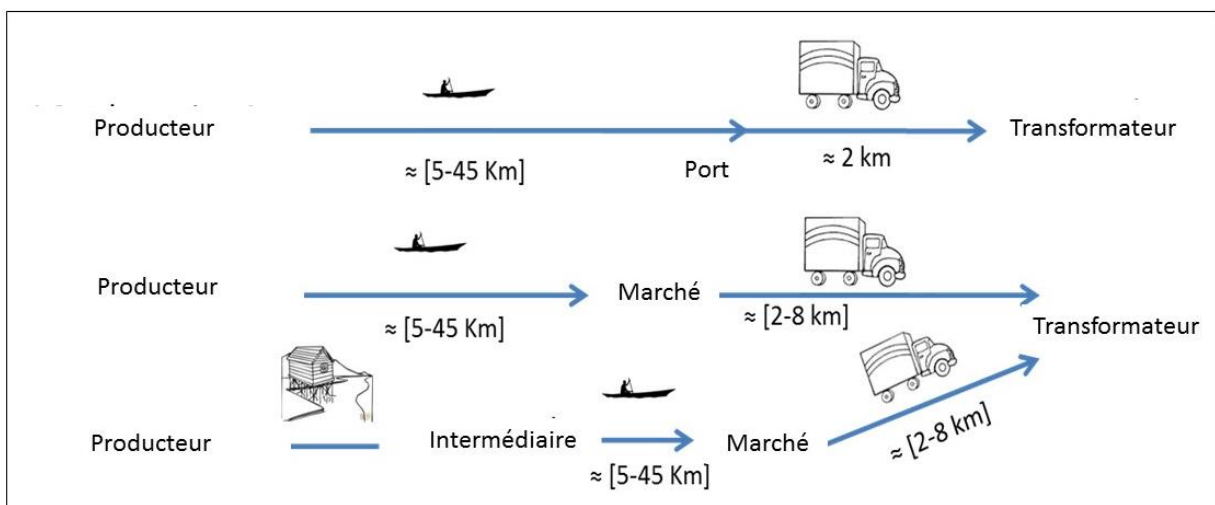 Producteur
Port
Transformateur
≈ [5-45 Km]
≈ 2 km
Producteur
Marché
Transformateur
≈ [5-45 Km]
≈ [2-8 km]
Producteur
Intermédiaire
Marché
≈ [5-45 Km]
≈ [2-8 km]